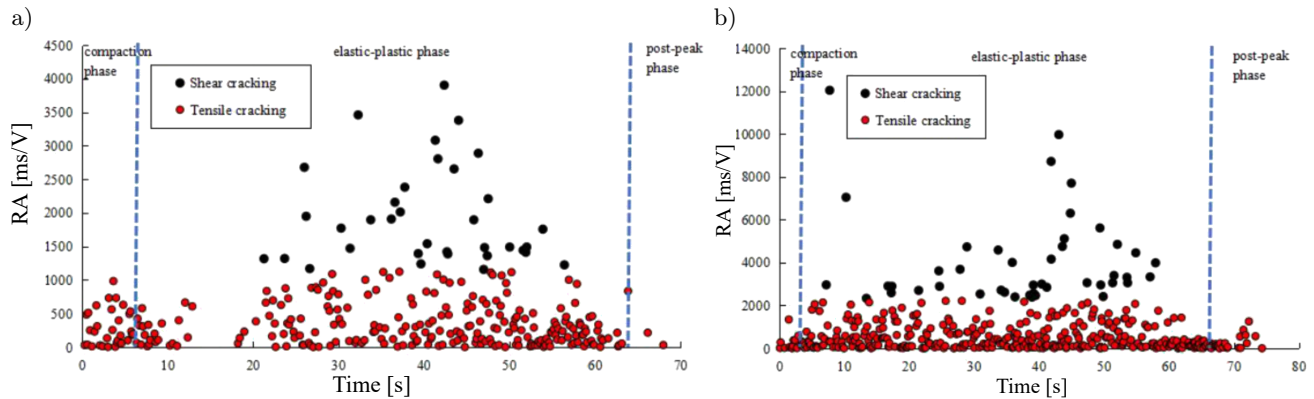 a)
4500
4000
3500
3000
2500
2000
1500
1000
500
0
RA [ms/V]
compaction
phase
elastic-plastic phase
post-peak
phase
Shear cracking
Tensile cracking
0 10 20 30 40 50 60 70
Time [s]
b)
14000
12000
10000
8000
6000
4000
2000
0
RA [ms/V]
compaction
phase
elastic-plastic phase
post-peak
phase
Shear cracking
Tensile cracking
0 10 20 30 40 50 60 70 80
Time [s]